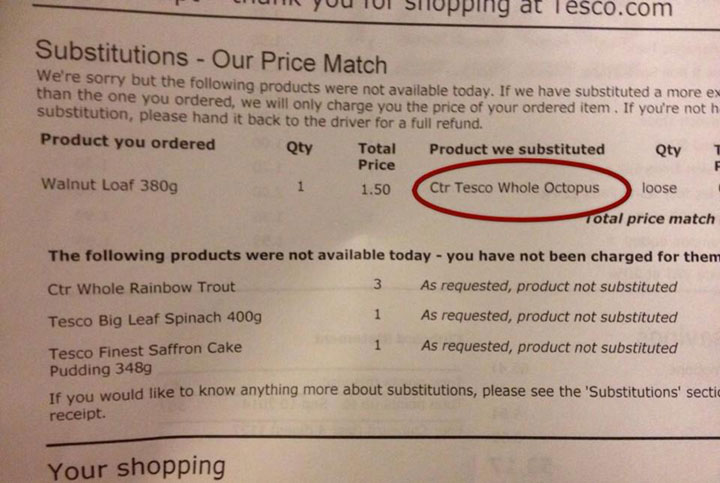 thank you for shopping at Tesco.com
Substitutions - Our Price Match
We're sorry but the following products were not available today. If we have substituted a more
than the one you ordered, we will only charge you the price of your ordered item . If you're not
substitution, please hand it back to the driver for a full refund.
Product you ordered Qty Total Price Product we substituted Qty
Walnut Loaf 380g 1 1.50 Ctr Tesco Whole Octopus loose
Total price match
The following products were not available today - you have not been charged for them
Ctr Whole Rainbow Trout 3 As requested, product not substituted
Tesco Big Leaf Spinach 400g 1 As requested, product not substituted
Tesco Finest Saffron Cake 1 As requested, product not substituted
Pudding 348g
If you would like to know anything more about substitutions, please see the 'Substitutions'
receipt.
Your shopping